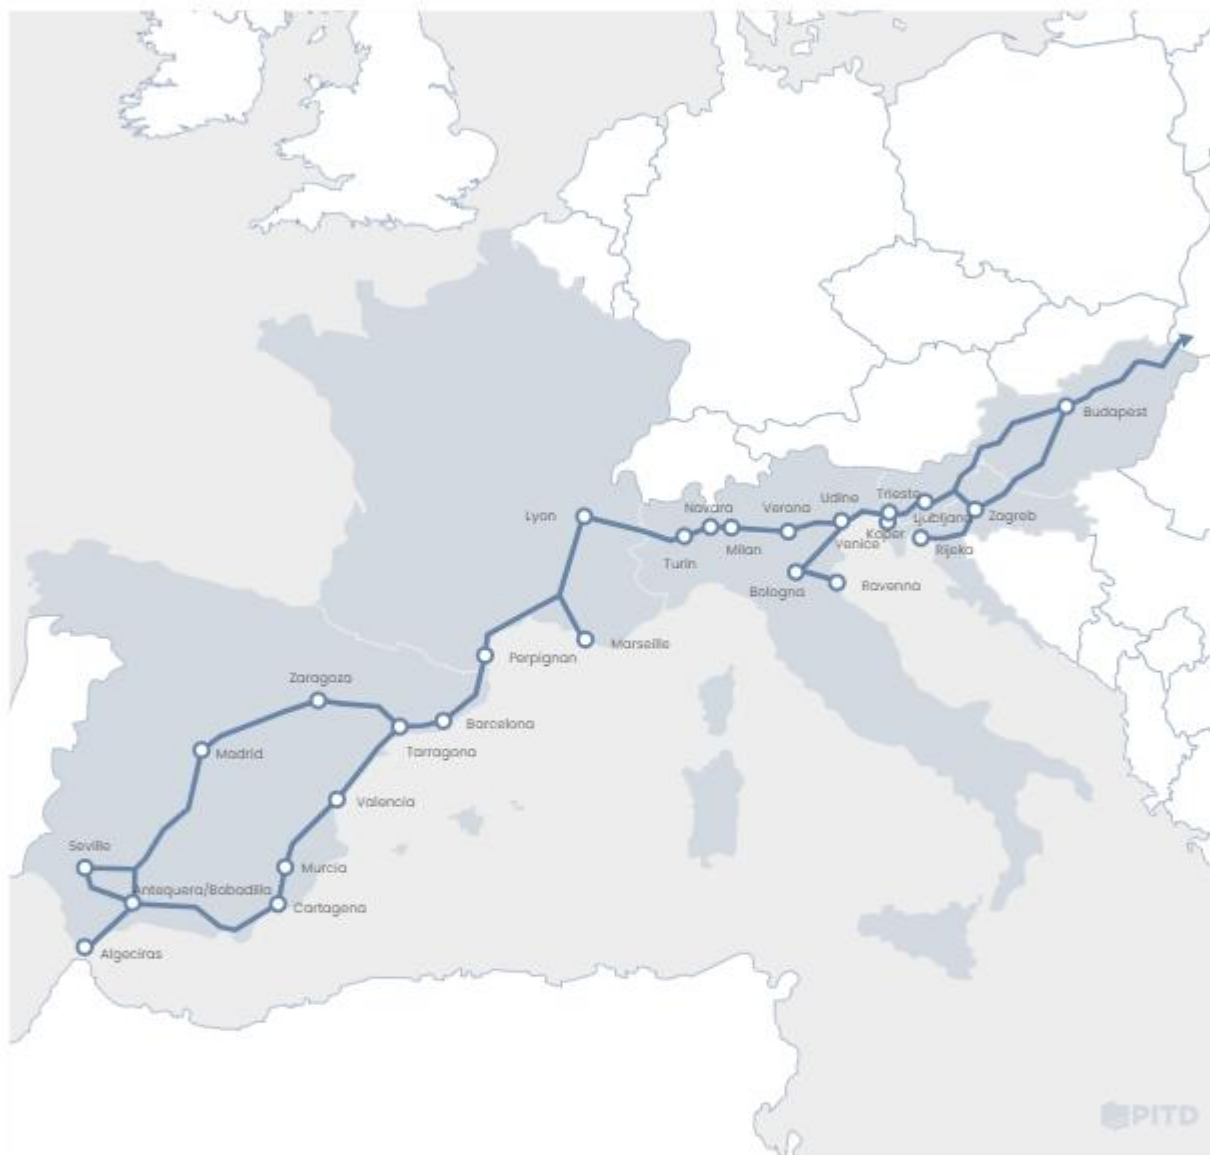 Budapest
Trieste
Udine
Novara
Verona
Lyon
Ljubljana
Zagreb
Koper
Milan
Venice
Rijeka
Turin
Bologna
Ravenna
Marseille
Perpignan
Zaragoza
Barcelona
Madrid
Tarragona
Valencia
Seville
Murcia
Antequera/Bobadilla
Cartagena
Algeciras
PITD